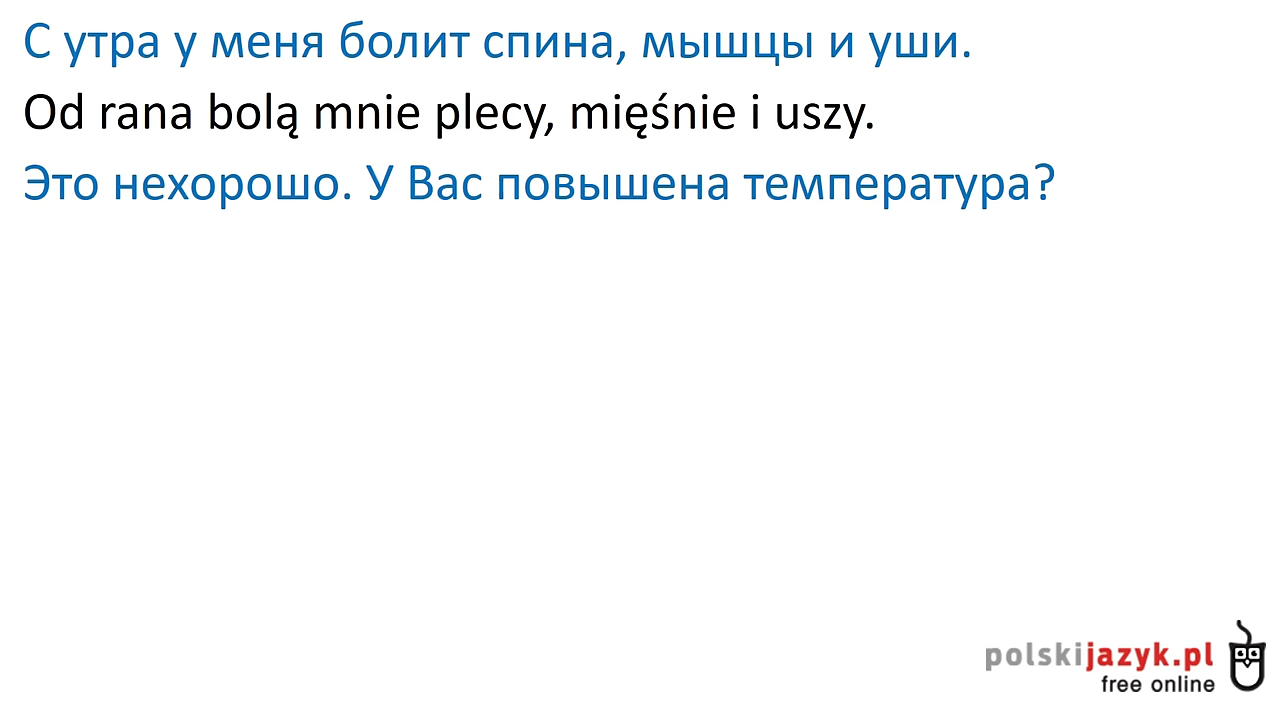 С утра у меня болит спина, мышцы и уши.
Od rana bolą mnie plecy, mięśnie i uszy.
Это нехорошо. У Вас повышена температура?
polskijazyk.pl
free online